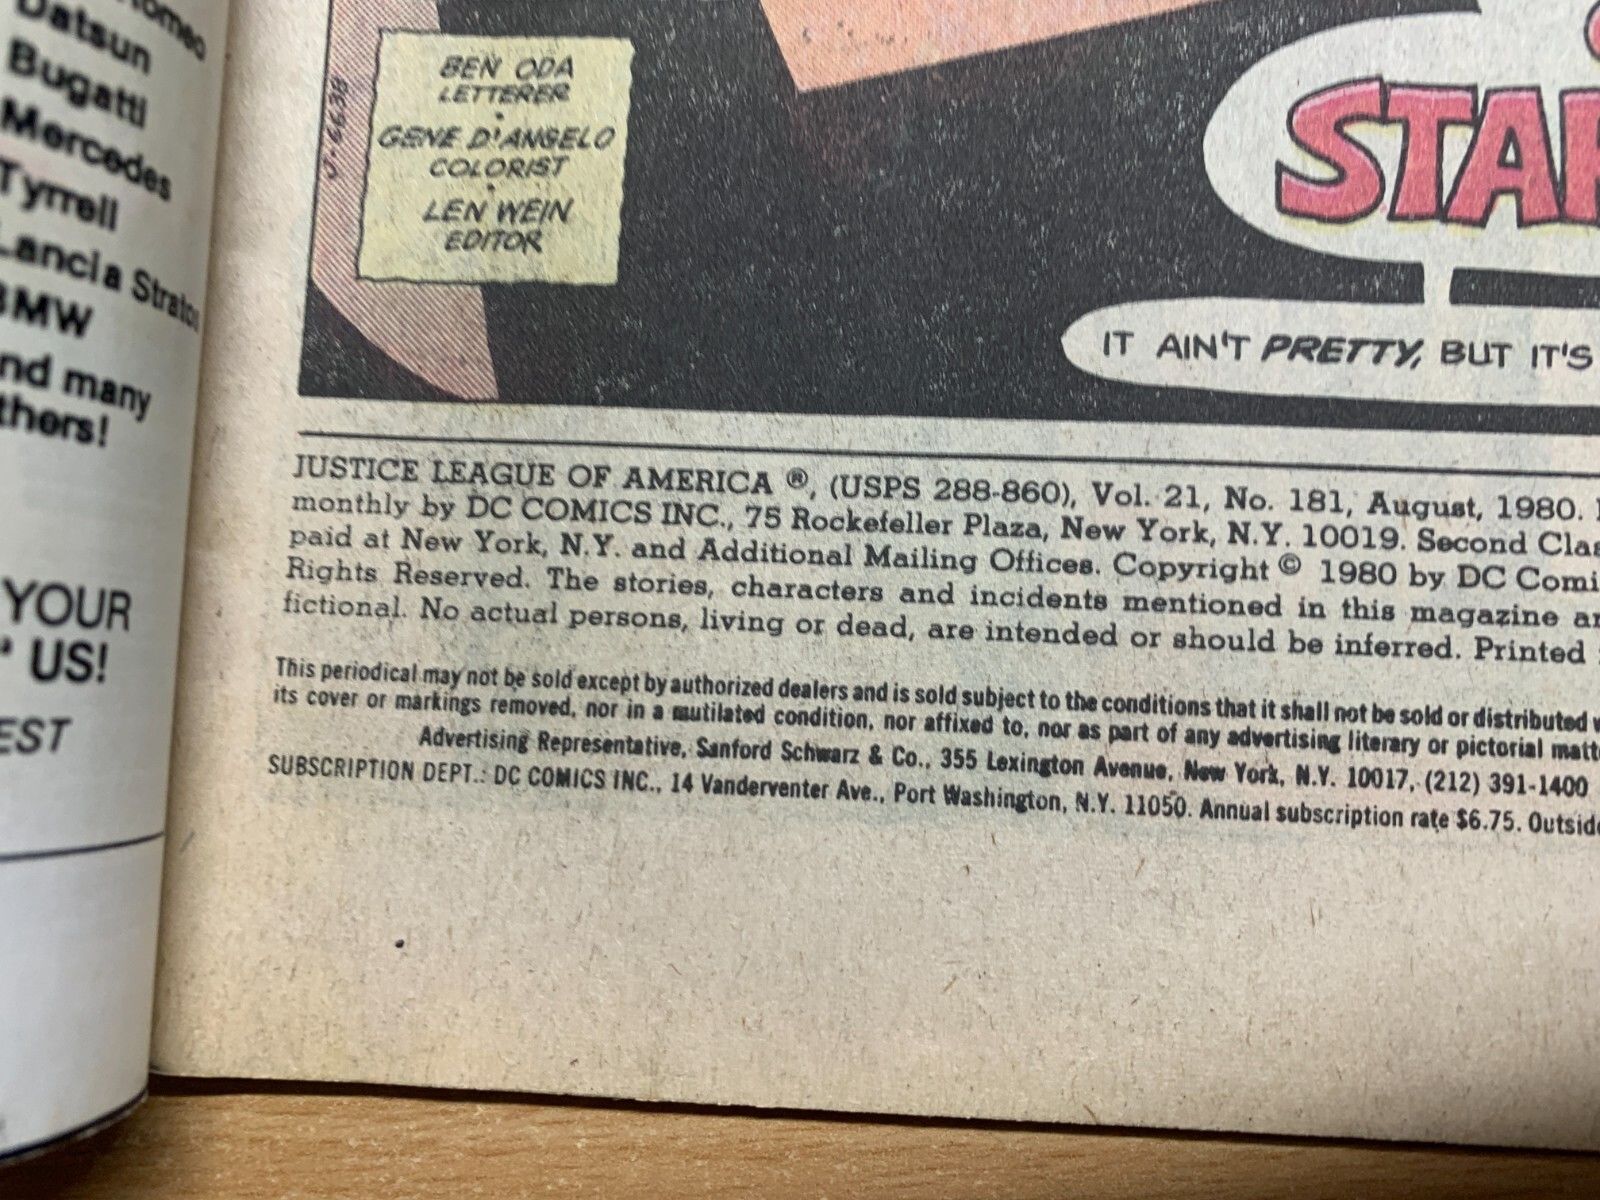 Datsun
Bugatti
Mercedes
Tyrrell
Lancia Stratos
BMW
and many
others!
YOUR
US!
J-6638
BEN ODA
LETTERER
GENE D'ANGELO
COLORIST
LEN WEIN
EDITOR
STAR
IT AIN'T PRETTY, BUT IT'S
JUSTICE LEAGUE OF AMERICA ®, (USPS 288-860), Vol. 21, No. 181, August, 1980.
monthly by DC COMICS INC., 75 Rockefeller Plaza, New York, N.Y. 10019. Second Clas
paid at New York, N.Y. and Additional Mailing Offices. Copyright © 1980 by DC Comi
Rights Reserved. The stories, characters and incidents mentioned in this magazine ar
fictional. No actual persons, living or dead, are intended or should be inferred. Printed
This periodical may not be sold except by authorized dealers and is sold subject to the conditions that it shall not be sold or distributed w
its cover or markings removed, nor in a mutilated condition, nor affixed to, nor as part of any advertising literary or pictorial matt
Advertising Representative, Sanford Schwarz & Co., 355 Lexington Avenue, New York, N.Y. 10017, (212) 391-1400
SUBSCRIPTION DEPT.: DC COMICS INC., 14 Vanderventer Ave., Port Washington, N.Y. 11050. Annual subscription rate $6.75. Outsid